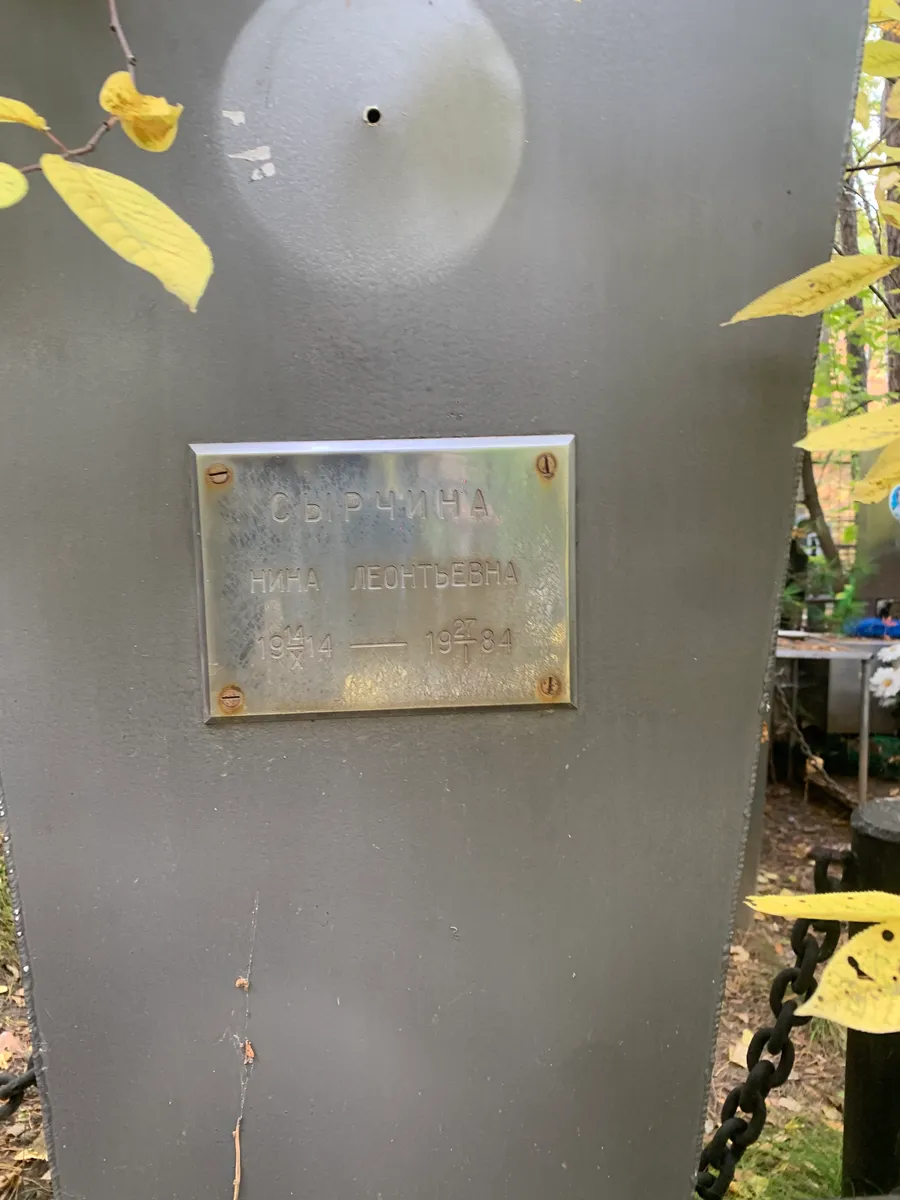 СЫРЧИНА
НИНА ЛЕОНТЬЕВНА
19 14/X 14 — 19 27/I 84